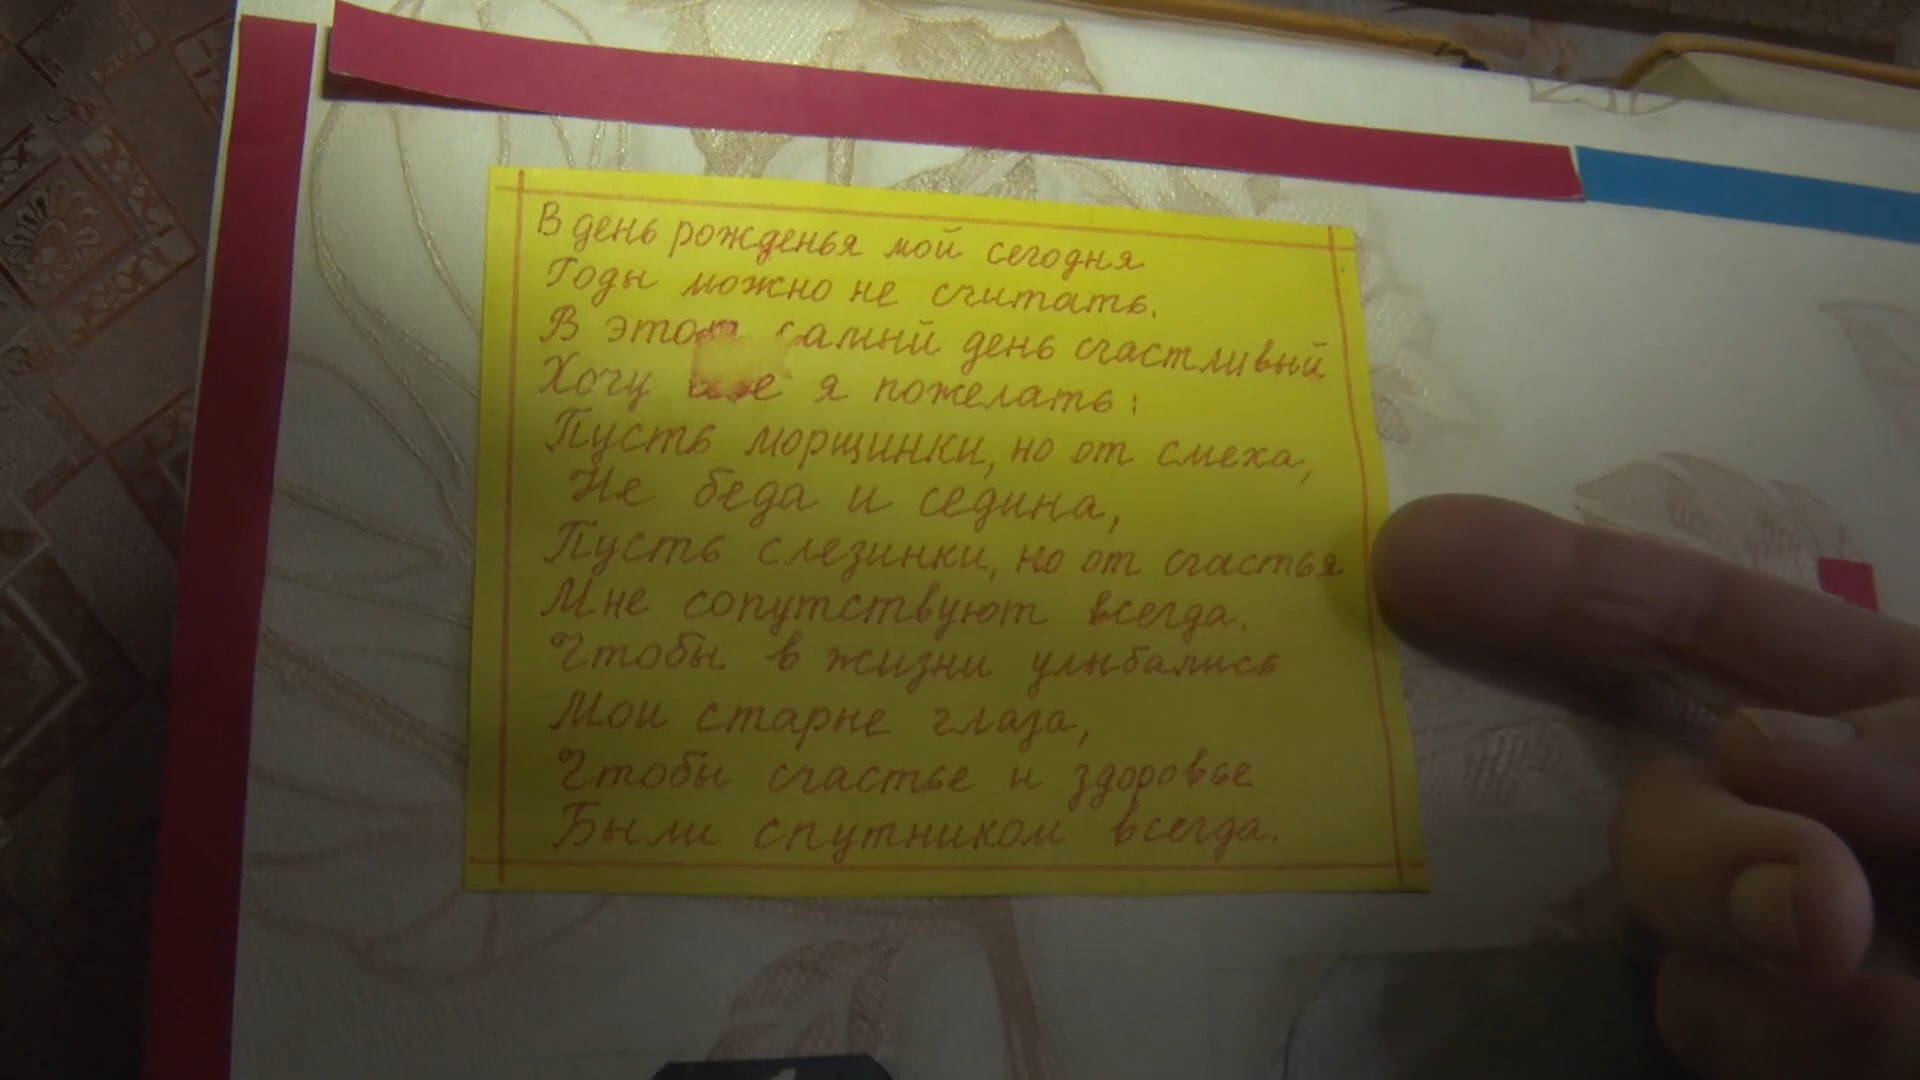 В день рожденья мой сегодня
Годы можно не считать.
В этот самый день счастливый
Хочу я пожелать:
Пусть морщинки, но от смеха,
Не беда и седина,
Пусть слезинки, но от счастья
Мне сопутствуют всегда.
Чтобы в жизни улыбались
Мои старые глаза,
Чтобы счастье и здоровье
Были спутником всегда.